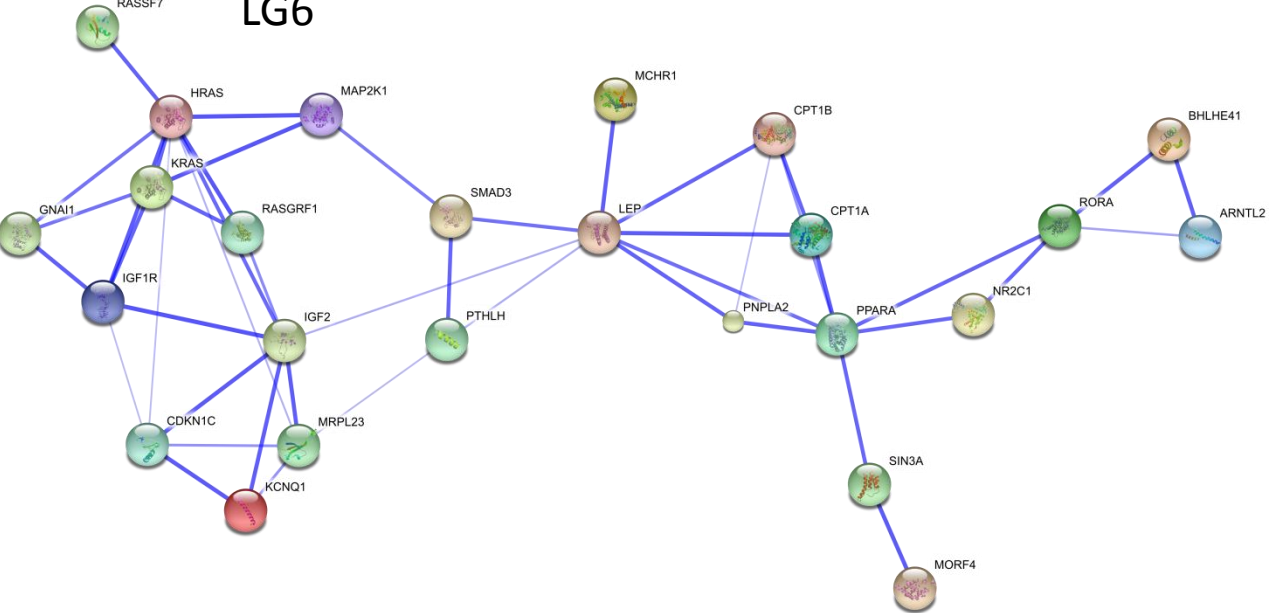 RASSF7
LG6
MCHR1
HRAS
MAP2K1
CPT1B
BHLHE41
KRAS
SMAD3
LEP
CPT1A
RORA
ARNTL2
GNAI1
RASGRF1
IGF1R
IGF2
PTHLH
PNPLA2
PPARA
NR2C1
CDKN1C
MRPL23
KCNQ1
SIN3A
MORF4